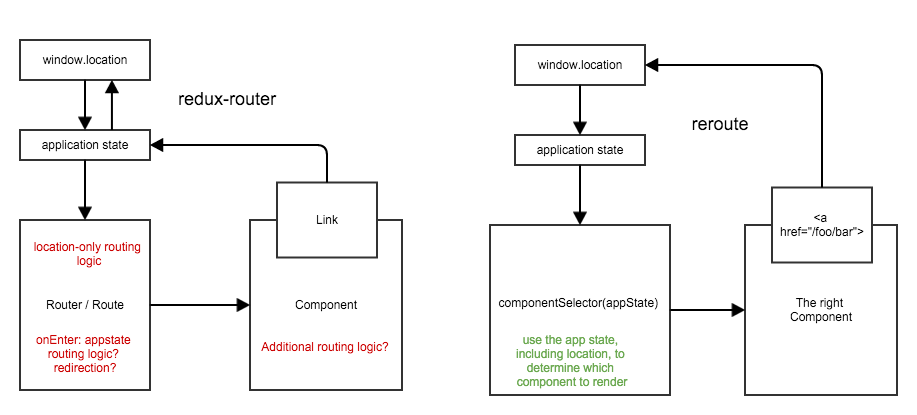 window.location
redux-router
application state
Link
location-only routing
logic
Router / Route
onEnter: appstate
routing logic?
redirection?
Component
Additional routing logic?
window.location
reroute
application state
<a
href="/foo/bar">
componentSelector(appState)
use the app state,
including location, to
determine which
component to render
The right
Component